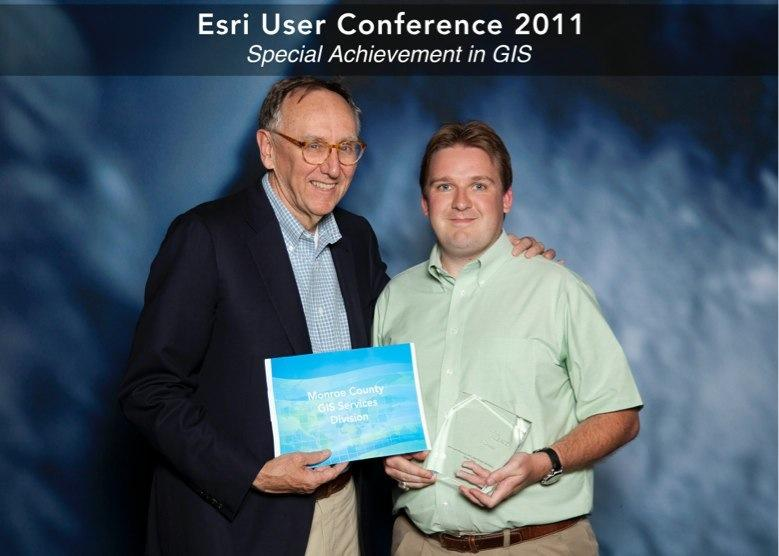 Esri User Conference 2011
Special Achievement in GIS
Monroe County
GIS Services
Division